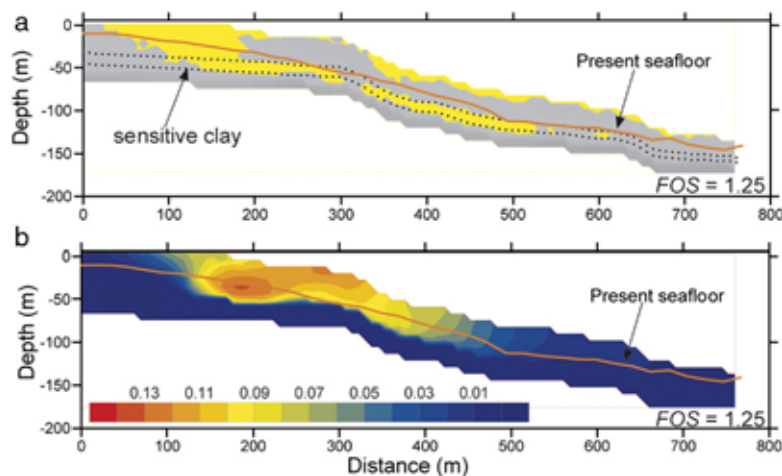 a
0
-50
-100
-150
-200
Depth (m)
Present seafloor
sensitive clay
FOS = 1.25
0 100 200 300 400 500 600 700 800
b
0
-50
-100
-150
-200
Depth (m)
Present seafloor
0.13 0.11 0.09 0.07 0.05 0.03 0.01
FOS = 1.25
0 100 200 300 400 500 600 700 800
Distance (m)